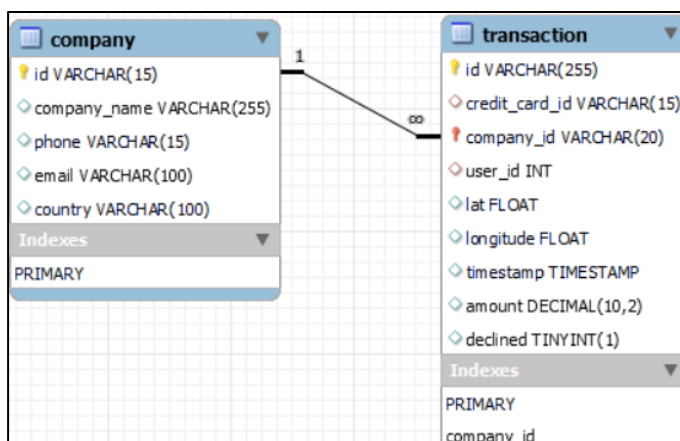 company
id VARCHAR(15)
company_name VARCHAR(255)
phone VARCHAR(15)
email VARCHAR(100)
country VARCHAR(100)
Indexes
PRIMARY
1
∞
transaction
id VARCHAR(255)
credit_card_id VARCHAR(15)
company_id VARCHAR(20)
user_id INT
lat FLOAT
longitude FLOAT
timestamp TIMESTAMP
amount DECIMAL(10,2)
declined TINYINT(1)
Indexes
PRIMARY
company_id